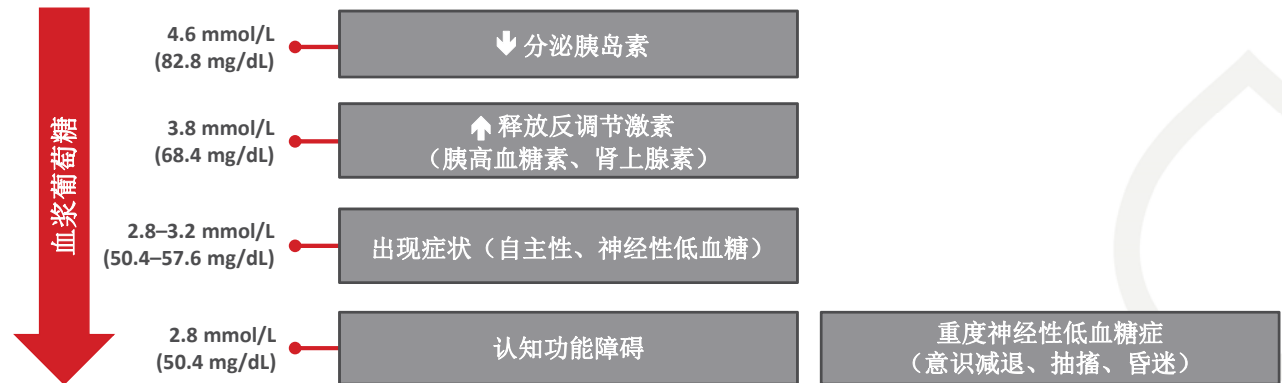 血浆葡萄糖
4.6 mmol/L
(82.8 mg/dL)
分泌胰岛素
3.8 mmol/L
(68.4 mg/dL)
释放反调节激素
（胰高血糖素、肾上腺素）
2.8–3.2 mmol/L
(50.4–57.6 mg/dL)
出现症状（自主性、神经性低血糖）
2.8 mmol/L
(50.4 mg/dL)
认知功能障碍
重度神经性低血糖症
（意识减退、抽搐、昏迷）